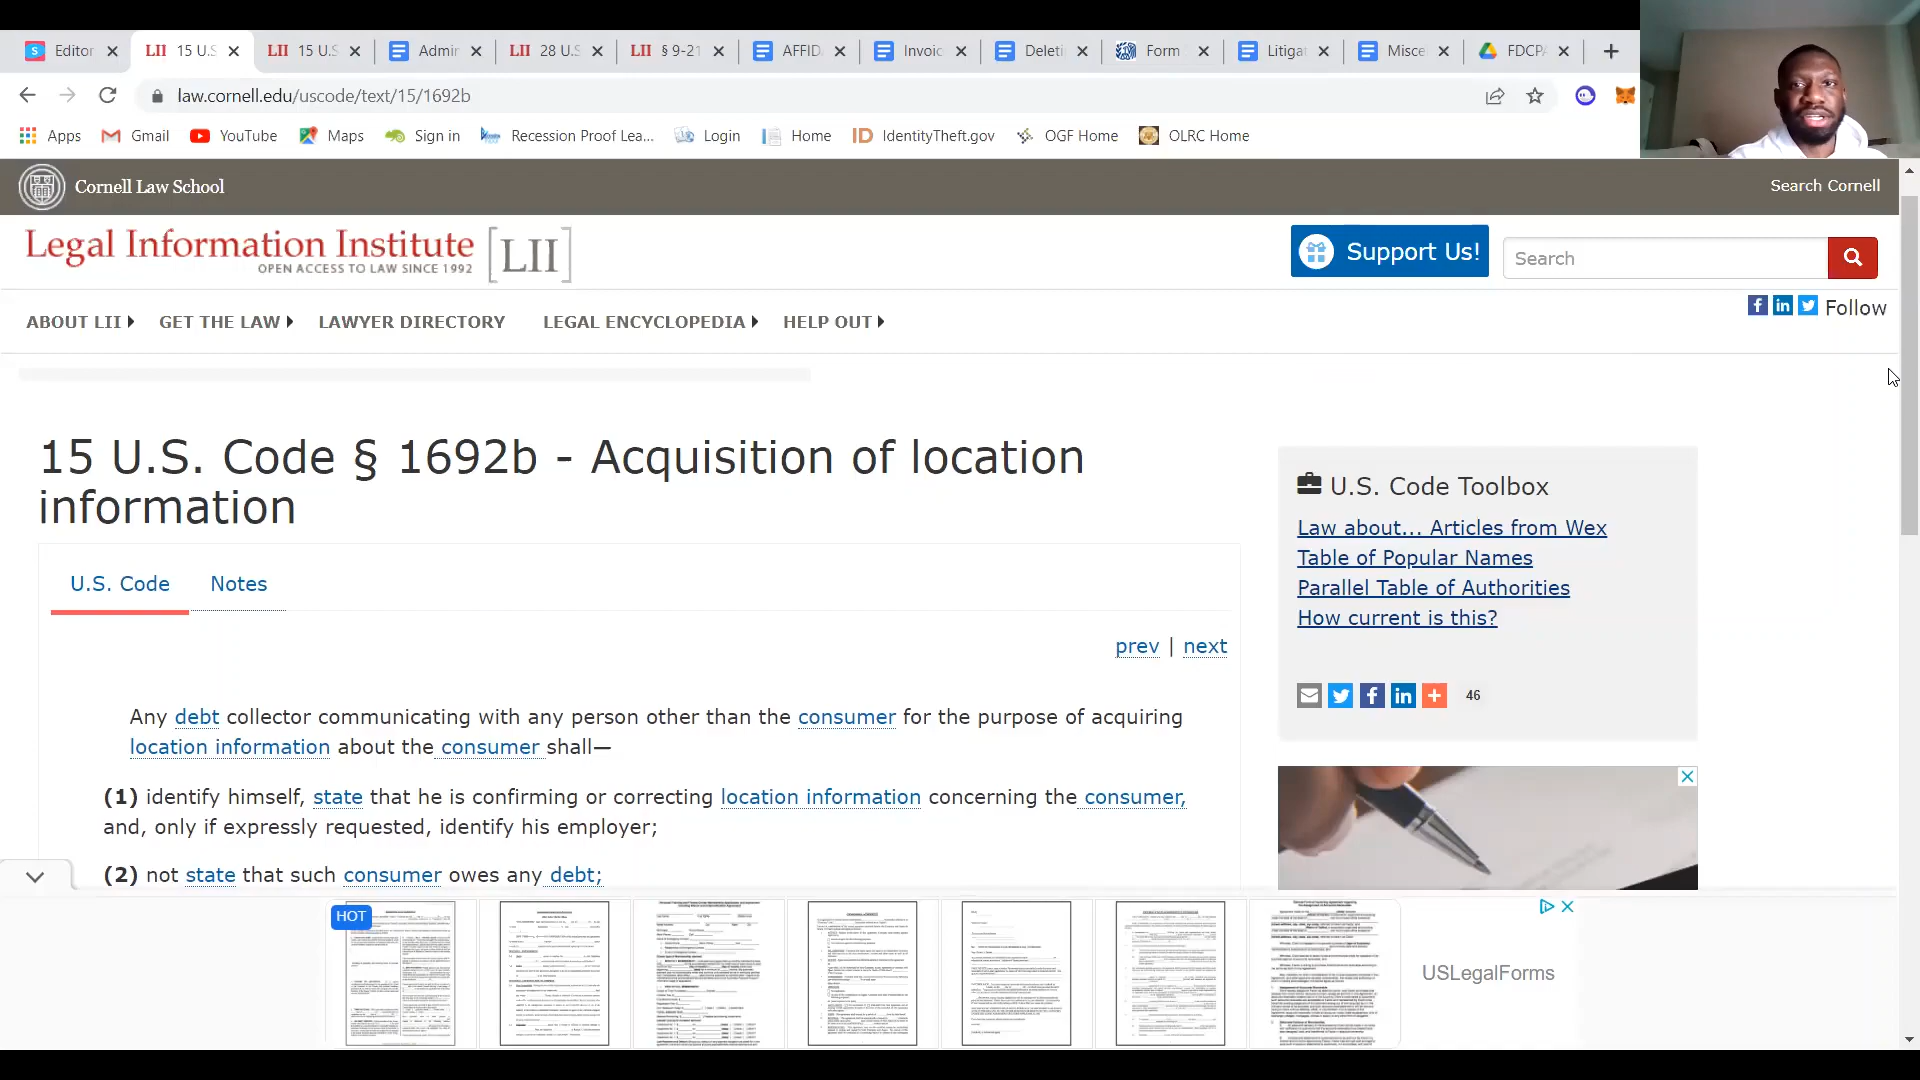 Editor
15 U.S
15 U.S
Admin
28 U.S
§ 9-21
AFFID
Invoic
Deleti
Form
Litigat
Misce
FDCPA
law.cornell.edu/uscode/text/15/1692b
Apps
Gmail
YouTube
Maps
Sign in
Recession Proof Lea...
Login
Home
IdentityTheft.gov
OGF Home
OLRC Home
Cornell Law School
Search Cornell
Legal Information Institute [LII]
OPEN ACCESS TO LAW SINCE 1992
Support Us!
Search
ABOUT LII
GET THE LAW
LAWYER DIRECTORY
LEGAL ENCYCLOPEDIA
HELP OUT
Follow
15 U.S. Code § 1692b - Acquisition of location
information
U.S. Code
Notes
prev | next
Any debt collector communicating with any person other than the consumer for the purpose of acquiring
location information about the consumer shall—
(1) identify himself, state that he is confirming or correcting location information concerning the consumer,
and, only if expressly requested, identify his employer;
(2) not state that such consumer owes any debt;
U.S. Code Toolbox
Law about... Articles from Wex
Table of Popular Names
Parallel Table of Authorities
How current is this?
46
HOT
USLegalForms